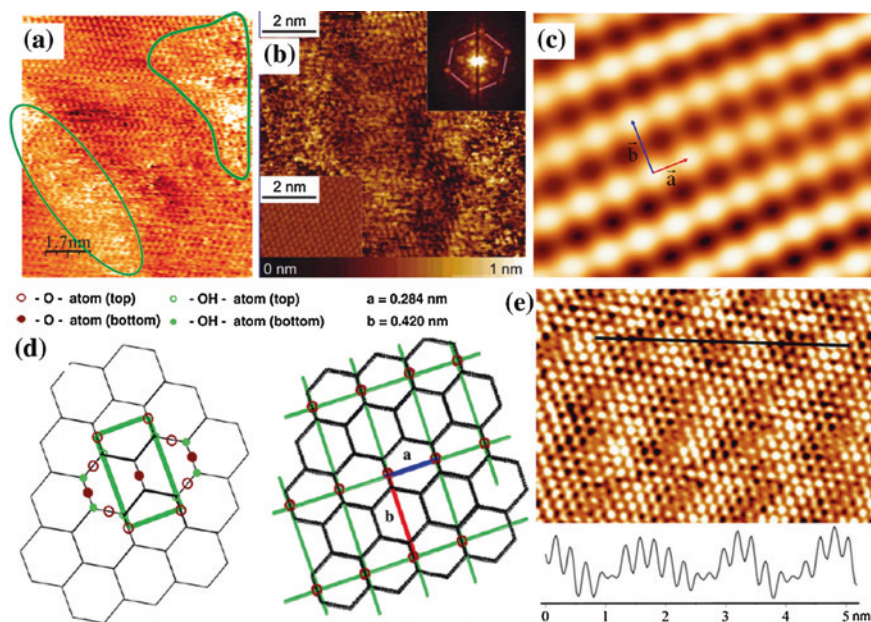 (a)
1.7nm
2 nm
(b)
2 nm
0 nm 1 nm
(c)
b
a
- O - atom (top) - OH - atom (top) a = 0.284 nm
- O - atom (bottom) - OH - atom (bottom) b = 0.420 nm
(d)
a
b
(e)
0 1 2 3 4 5 nm